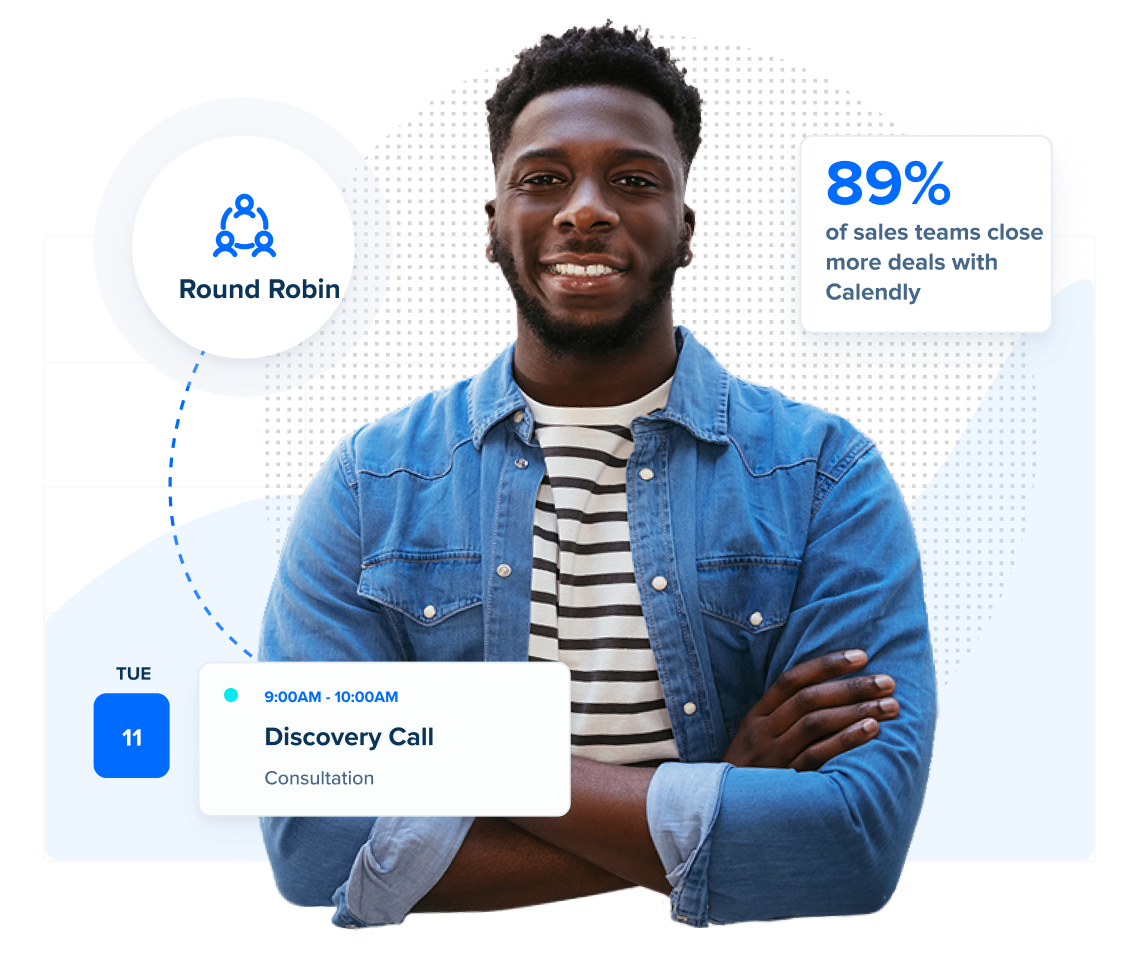 89%
of sales teams close
more deals with
Calendly
Round Robin
TUE
11
9:00AM - 10:00AM
Discovery Call
Consultation